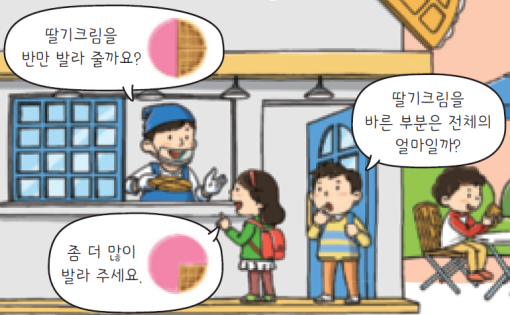 딸기크림을
반만 발라 줄까요?
딸기크림을
바른 부분은 전체의
얼마일까?
좀 더 많이
발라 주세요.